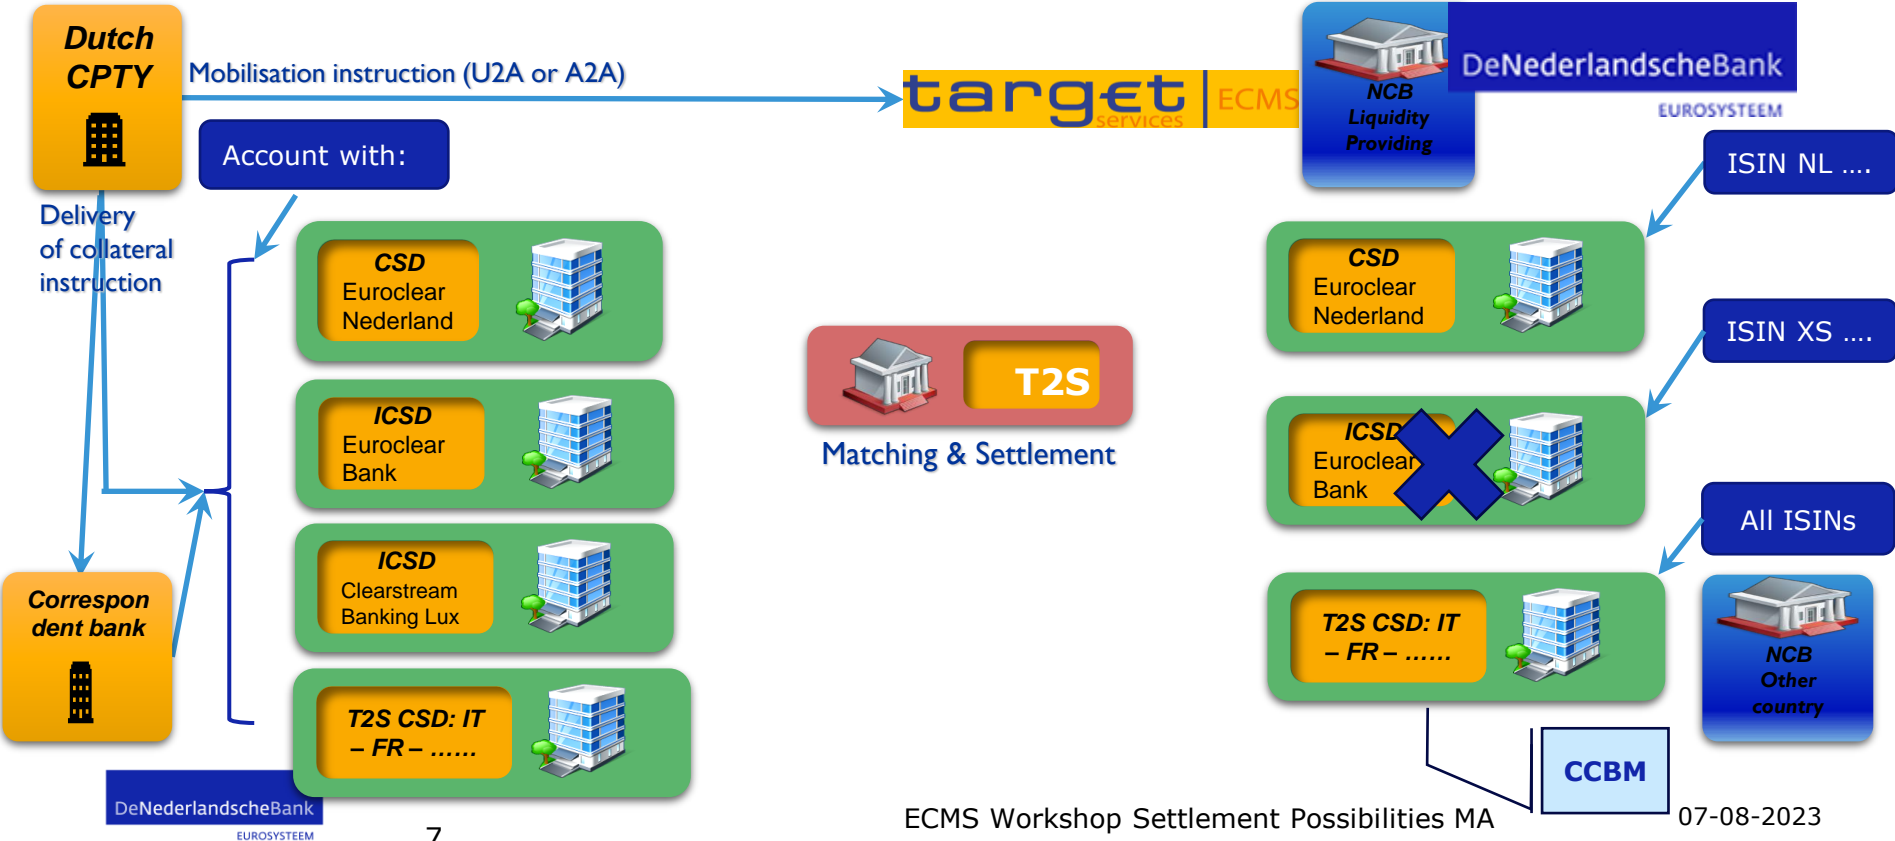 Dutch
CPTY
Mobilisation instruction (U2A or A2A)
target
services
ECMS
NCB
Liquidity
Providing
DeNederlandscheBank
EUROSYSTEEM
Account with:
ISIN NL ....
Delivery
of collateral
instruction
CSD
Euroclear
Nederland
CSD
Euroclear
Nederland
ISIN XS ....
T2S
Matching & Settlement
ICSD
Euroclear
Bank
ICSD
Euroclear
Bank
All ISINs
ICSD
Clearstream
Banking Lux
Correspon
dent bank
T2S CSD: IT
– FR – ......
T2S CSD: IT
– FR – ......
NCB
Other
country
CCBM
DeNederlandscheBank
EUROSYSTEEM
7
ECMS Workshop Settlement Possibilities MA
07-08-2023